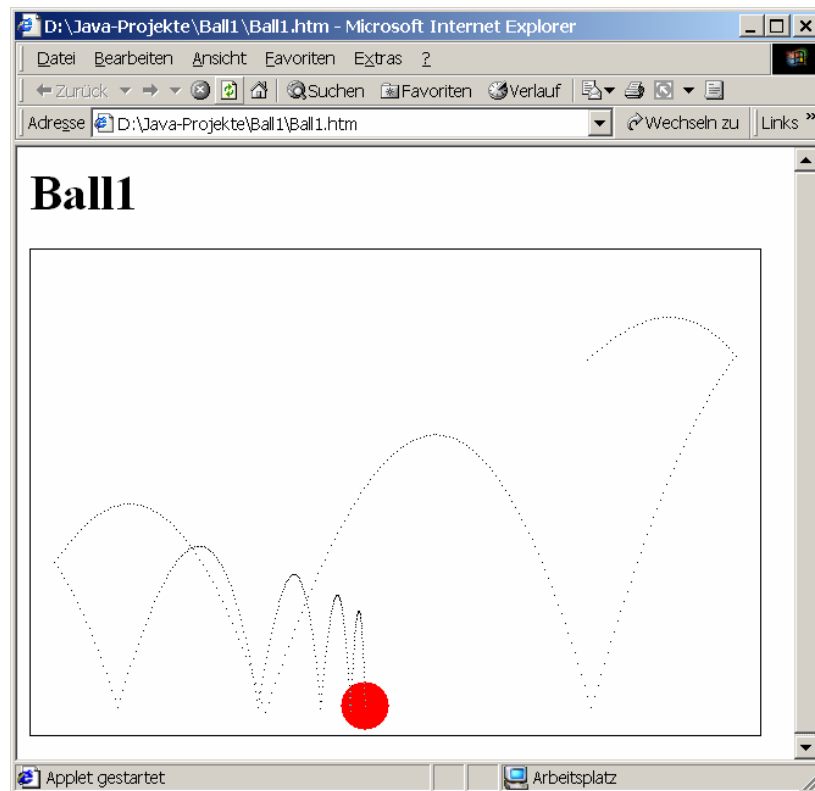 D:\Java-Projekte\Ball1\Ball1.htm - Microsoft Internet Explorer
Datei Bearbeiten Ansicht Favoriten Extras ?
Zurück Suchen Favoriten Verlauf
Adresse D:\Java-Projekte\Ball1\Ball1.htm Wechseln zu Links »
Ball1
Applet gestartet Arbeitsplatz